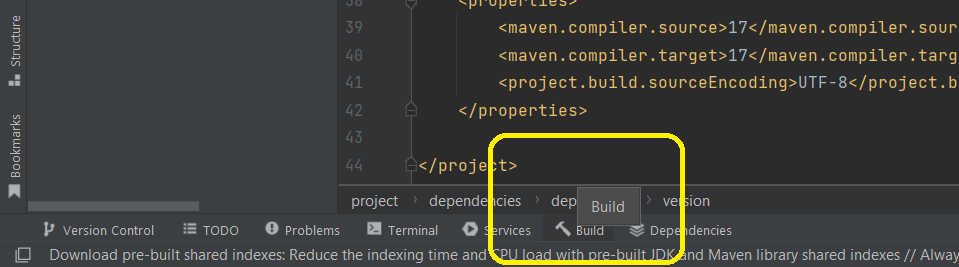 Structure
Bookmarks
38 <properties>
39 <maven.compiler.source>17</maven.compiler.sour
40 <maven.compiler.target>17</maven.compiler.targ
41 <project.build.sourceEncoding>UTF-8</project.b
42 </properties>
43
44 </project>
project > dependencies > dep > version
Build
Version Control TODO Problems Terminal Services Build Dependencies
Download pre-built shared indexes: Reduce the indexing time and CPU load with pre-built JDK and Maven library shared indexes // Alway